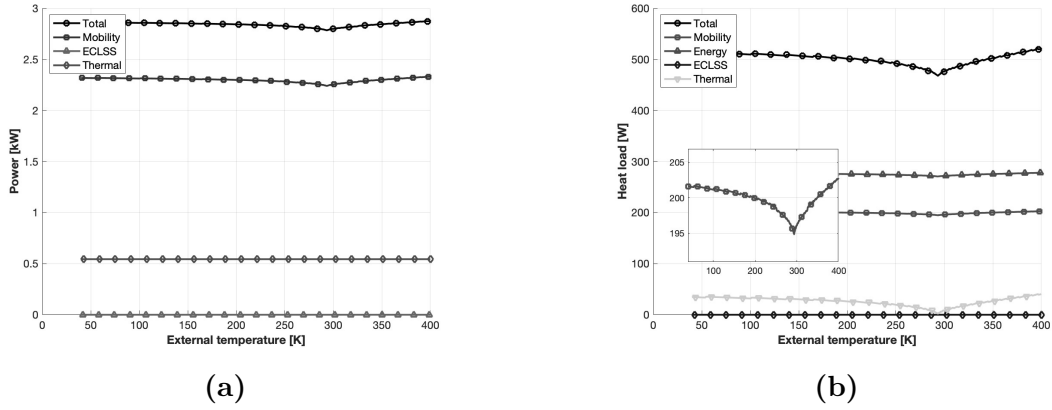 3
2.5
2
1.5
1
0.5
0
Power [kW]
Total
Mobility
ECLSS
Thermal
0 50 100 150 200 250 300 350 400
External temperature [K]
(a)
600
500
400
300
200
100
0
Heat load [W]
Total
Mobility
Energy
ECLSS
Thermal
205
200
195
100 200 300 400
0 50 100 150 200 250 300 350 400
External temperature [K]
(b)